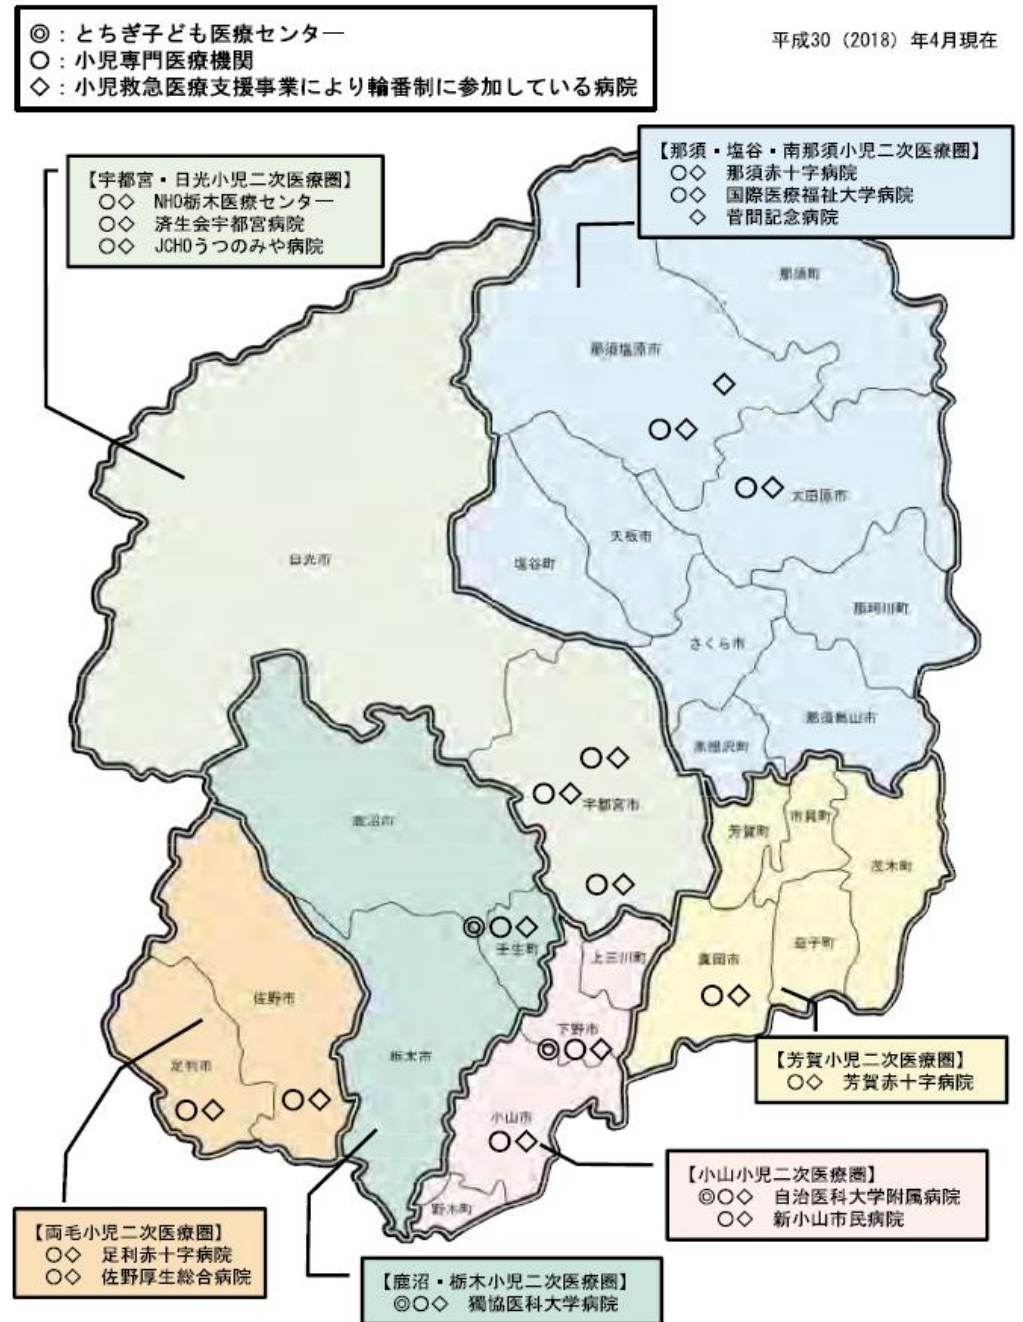 ◎：とちぎ子ども医療センター
○：小児専門医療機関
◇：小児救急医療支援事業により輪番制に参加している病院
平成30（2018）年4月現在
【那須・塩谷・南那須小児二次医療圏】
○◇ 那須赤十字病院
○◇ 国際医療福祉大学病院
◇ 菅間記念病院
【宇都宮・日光小児二次医療圏】
○◇ NHO栃木医療センター
○◇ 済生会宇都宮病院
○◇ JCHOうつのみや病院
那須町
那須塩原市
◇
○◇
○◇ 大田原市
矢板市
日光市
塩谷町
那珂川町
さくら市
那須烏山市
高根沢町
○◇
○◇
宇都宮市
鹿沼市
芳賀町
市貝町
茂木町
○◇
◎○◇
壬生町
上三川町
真岡市
益子町
○◇
佐野市
下野市
◎○◇
栃木市
足利市
○◇
○◇
小山市
○◇
野木町
【芳賀小児二次医療圏】
○◇ 芳賀赤十字病院
【小山小児二次医療圏】
◎○◇ 自治医科大学附属病院
○◇ 新小山市民病院
【両毛小児二次医療圏】
○◇ 足利赤十字病院
○◇ 佐野厚生総合病院
【鹿沼・栃木小児二次医療圏】
◎○◇ 獨協医科大学病院